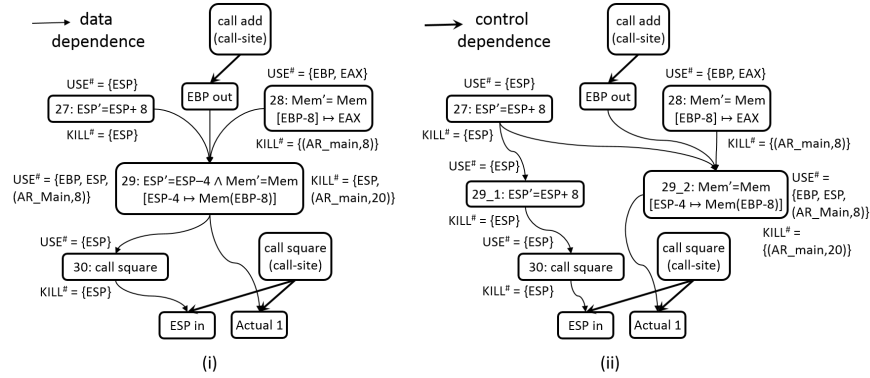 data
dependence
call add
(call-site)
USE# = {ESP}
USE# = {EBP, EAX}
27: ESP′=ESP+ 8
EBP out
28: Mem′= Mem
[EBP-8] ↦ EAX
KILL# = {ESP}
KILL# = {(AR_main,8)}
USE# = {EBP, ESP,
(AR_Main,8)}
29: ESP′=ESP–4 ∧ Mem′=Mem
[ESP-4 ↦ Mem(EBP-8)]
KILL# = {ESP,
(AR_main,20)}
USE# = {ESP}
30: call square
KILL# = {ESP}
call square
(call-site)
ESP in
Actual 1
(i)
control
dependence
call add
(call-site)
USE# = {ESP}
USE# = {EBP, EAX}
27: ESP′=ESP+ 8
EBP out
28: Mem′= Mem
[EBP-8] ↦ EAX
KILL# = {ESP}
KILL# = {(AR_main,8)}
USE# = {ESP}
29_1: ESP′=ESP+ 8
KILL# = {ESP}
29_2: Mem′=Mem
[ESP-4 ↦ Mem(EBP-8)]
USE# =
{EBP, ESP,
(AR_Main,8)}
KILL# =
{(AR_main,20)}
USE# = {ESP}
30: call square
KILL# = {ESP}
call square
(call-site)
ESP in
Actual 1
(ii)